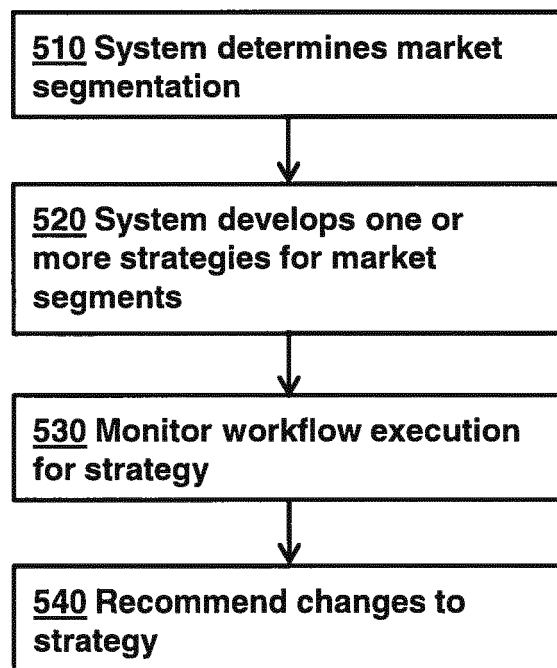 510 System determines market
segmentation
520 System develops one or
more strategies for market
segments
530 Monitor workflow execution
for strategy
540 Recommend changes to
strategy